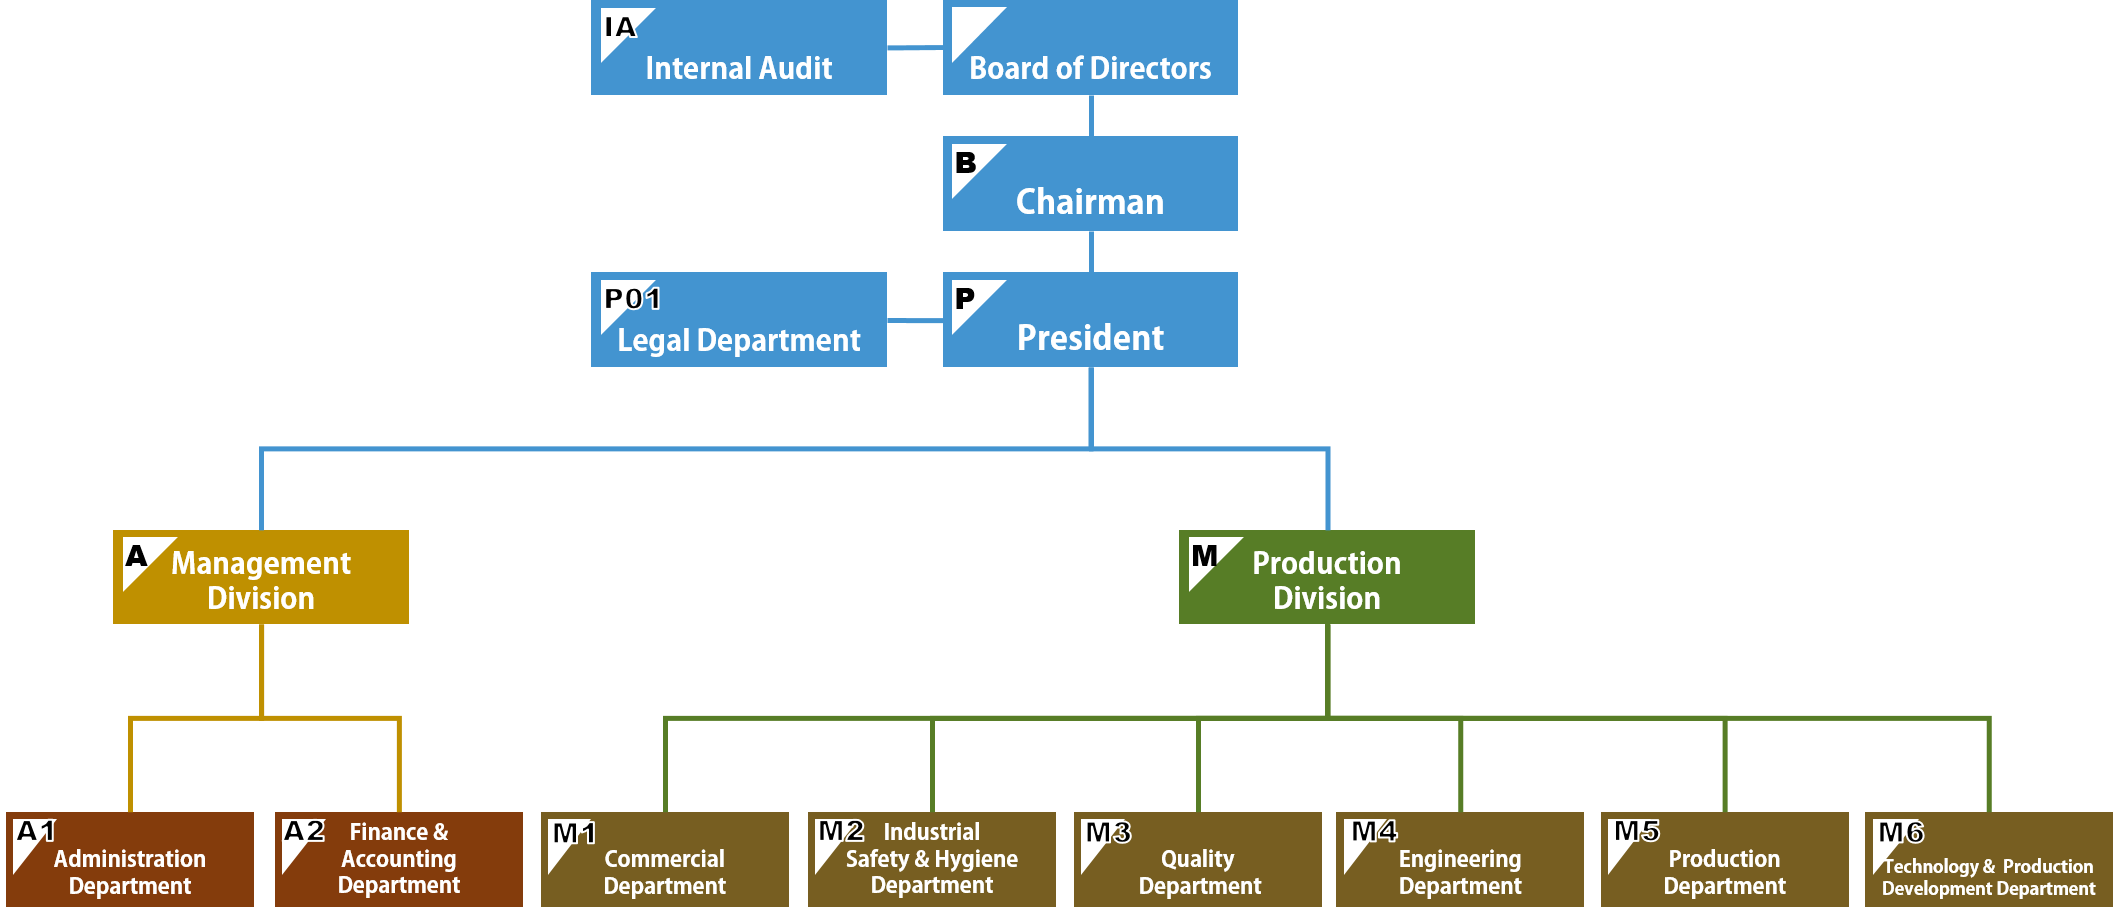 IA
Internal Audit
Board of Directors
B
Chairman
P01
Legal Department
P
President
A
Management
Division
M
Production
Division
A1
Administration
Department
A2
Finance &
Accounting
Department
M1
Commercial
Department
M2
Industrial
Safety & Hygiene
Department
M3
Quality
Department
M4
Engineering
Department
M5
Production
Department
M6
Technology & Production
Development Department